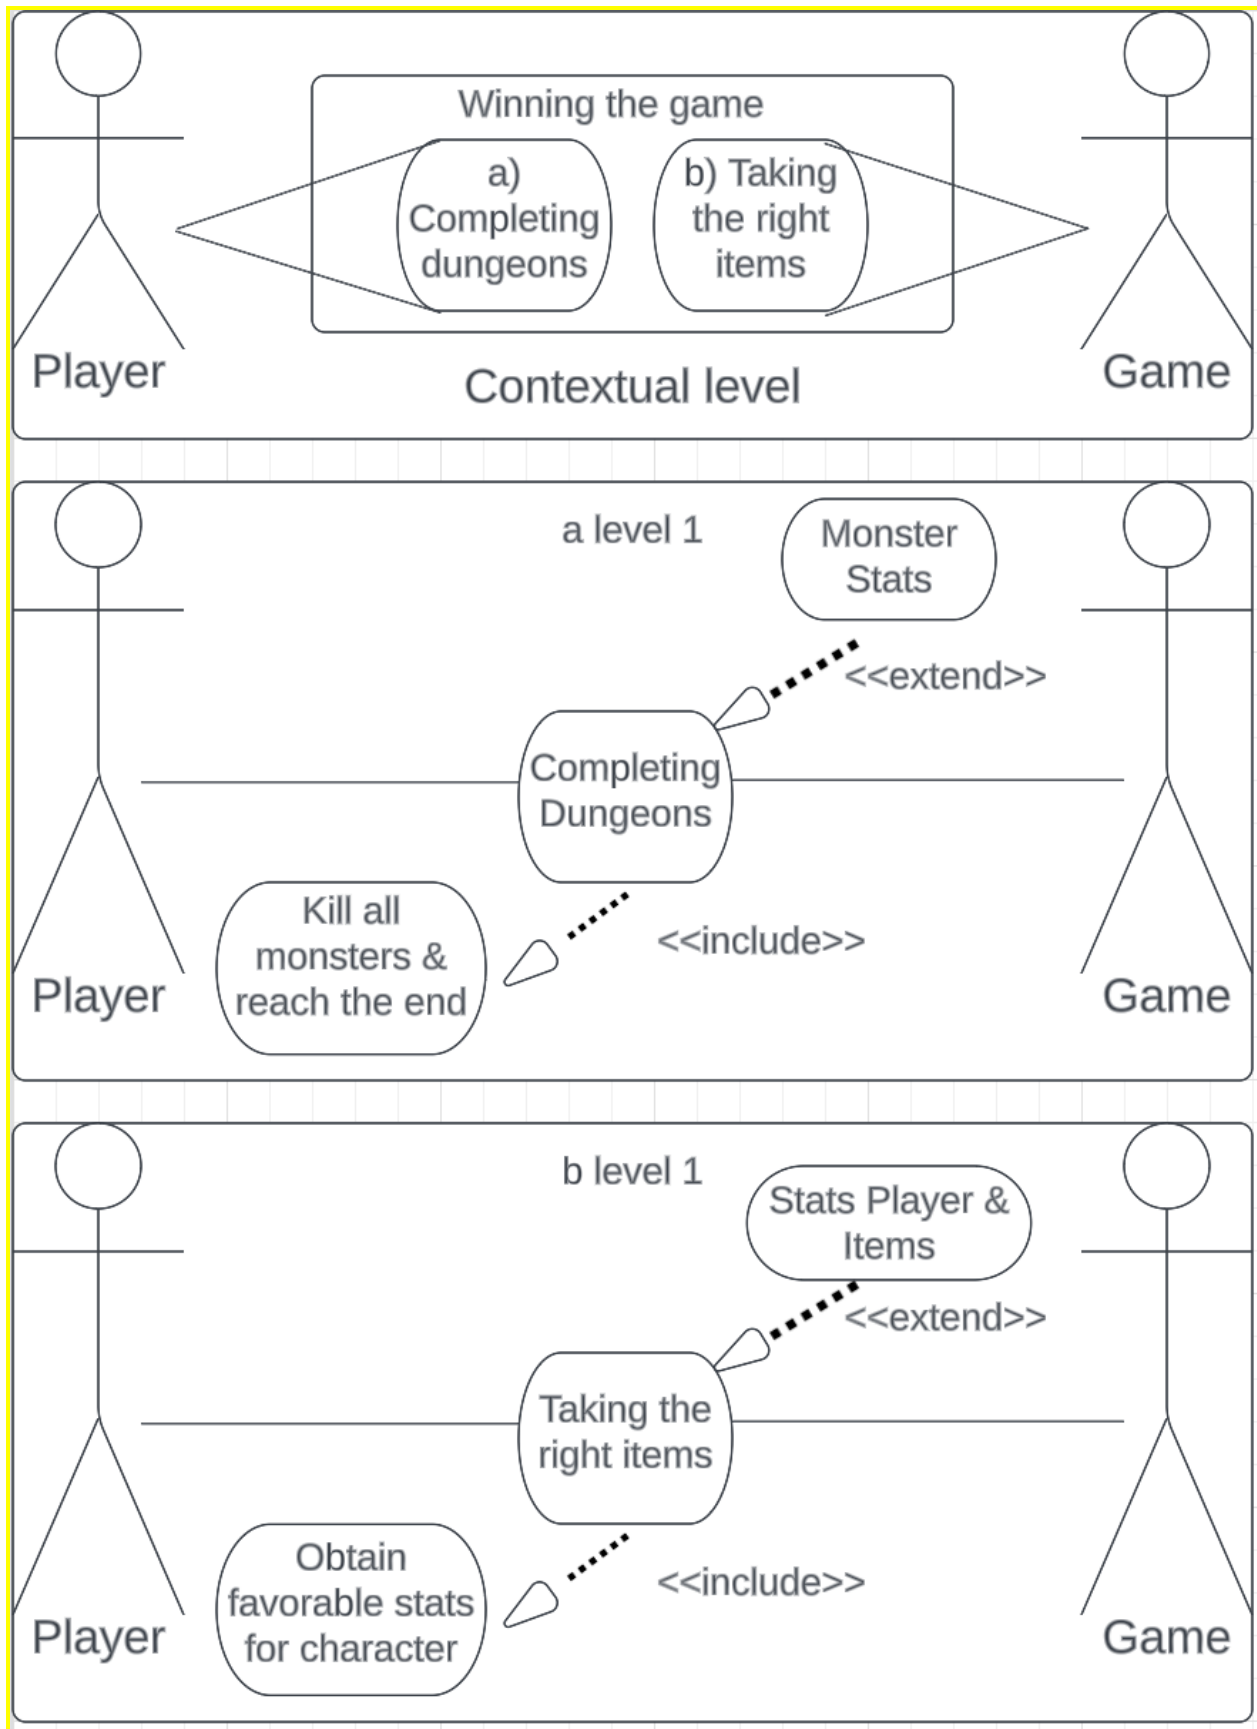 Winning the game
a)
Completing
dungeons
b) Taking
the right
items
Player
Contextual level
Game
a level 1
Monster
Stats
<<extend>>
Completing
Dungeons
Kill all
monsters &
reach the end
<<include>>
Player
Game
b level 1
Stats Player &
Items
<<extend>>
Taking the
right items
Obtain
favorable stats
for character
<<include>>
Player
Game